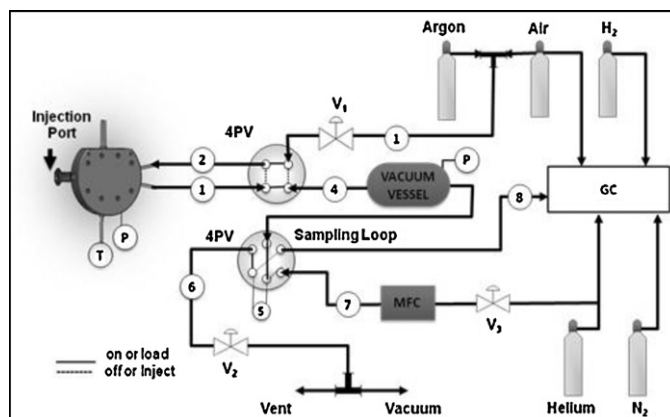 Argon
Air
H2
Injection
Port
4PV
V1
1
2
1
4
VACUUM
VESSEL
P
8
GC
4PV
Sampling Loop
T
P
6
S
7
MFC
V3
V2
on or load
off or Inject
Vent
Vacuum
Helium
N2